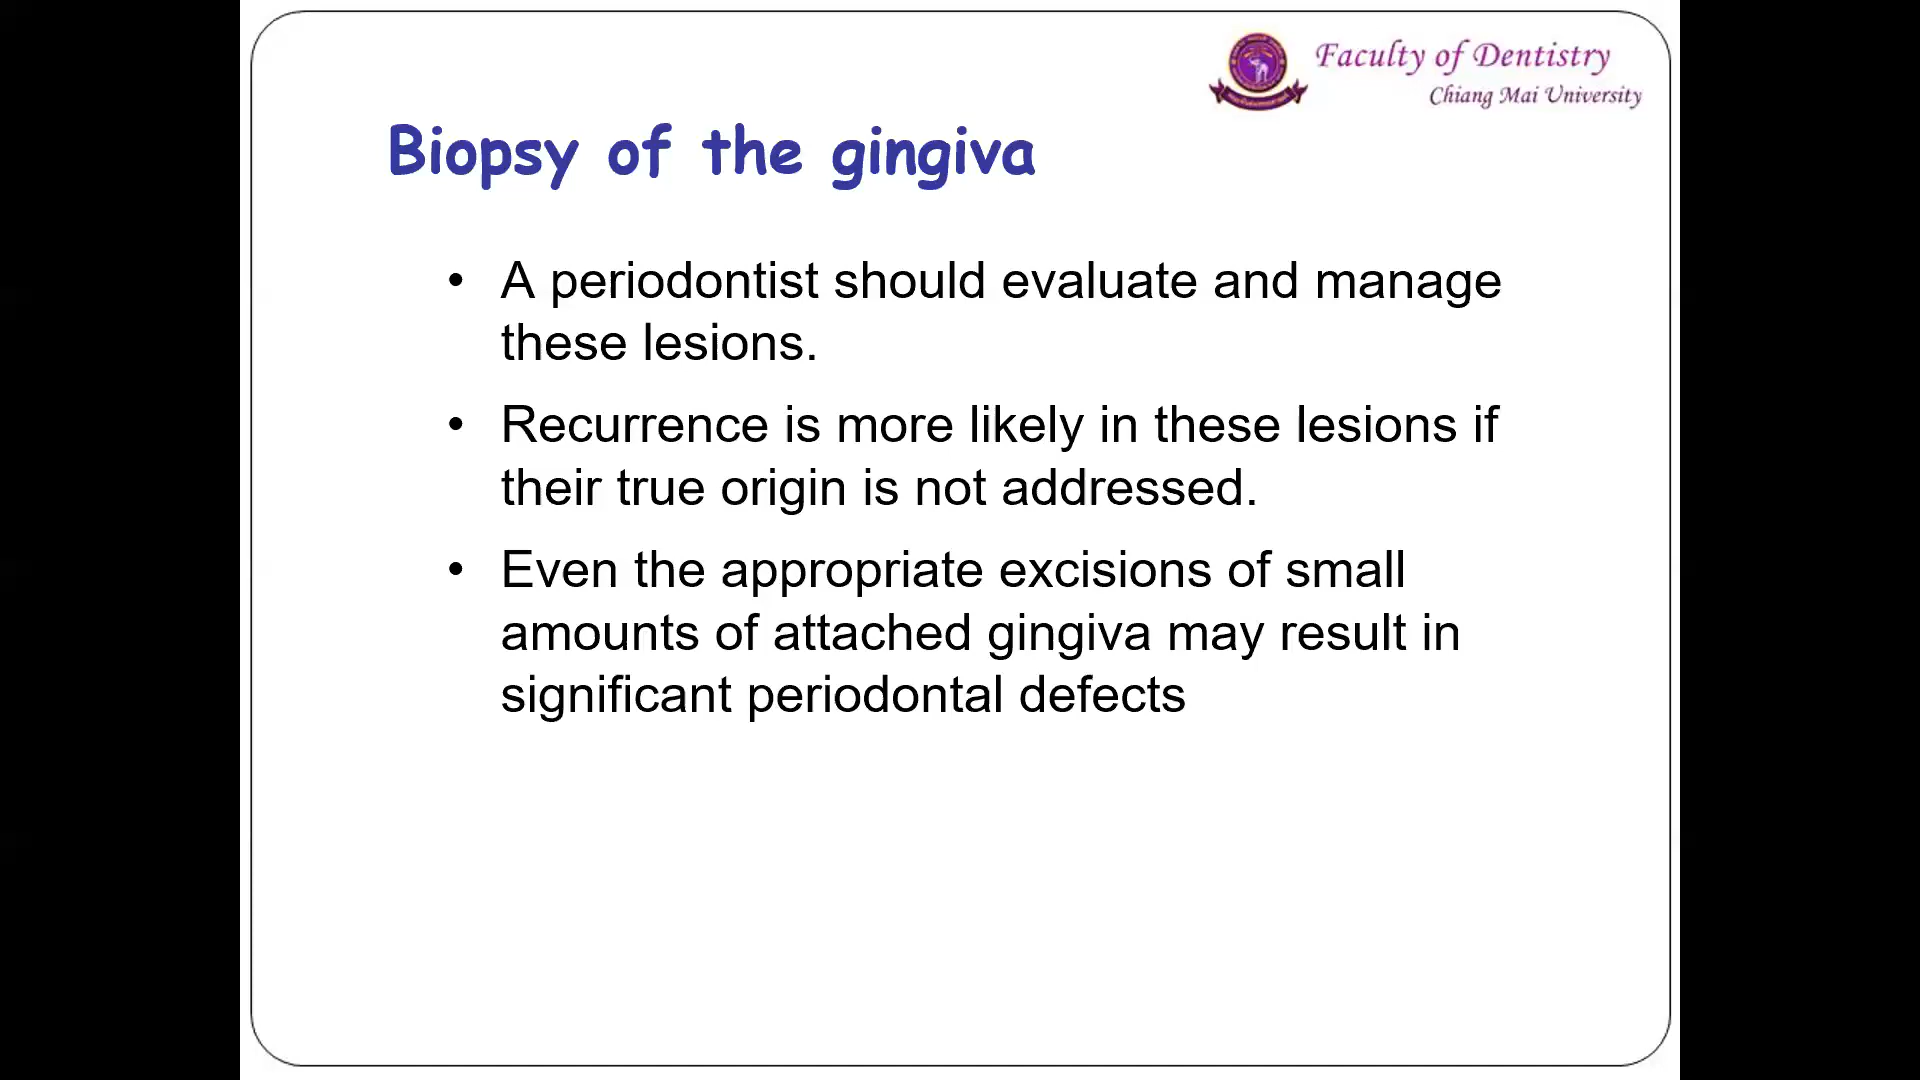 Faculty of Dentistry
Chiang Mai University
Biopsy of the gingiva
• A periodontist should evaluate and manage
these lesions.
• Recurrence is more likely in these lesions if
their true origin is not addressed.
• Even the appropriate excisions of small
amounts of attached gingiva may result in
significant periodontal defects